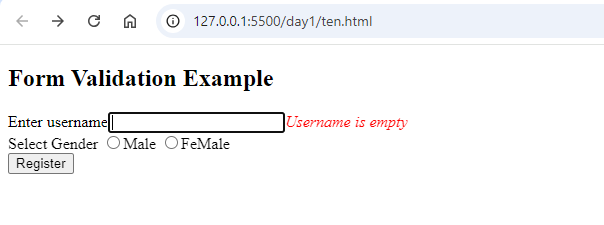 127.0.0.1:5500/day1/ten.html
Form Validation Example
Enter username Username is empty
Select Gender Male FeMale
Register